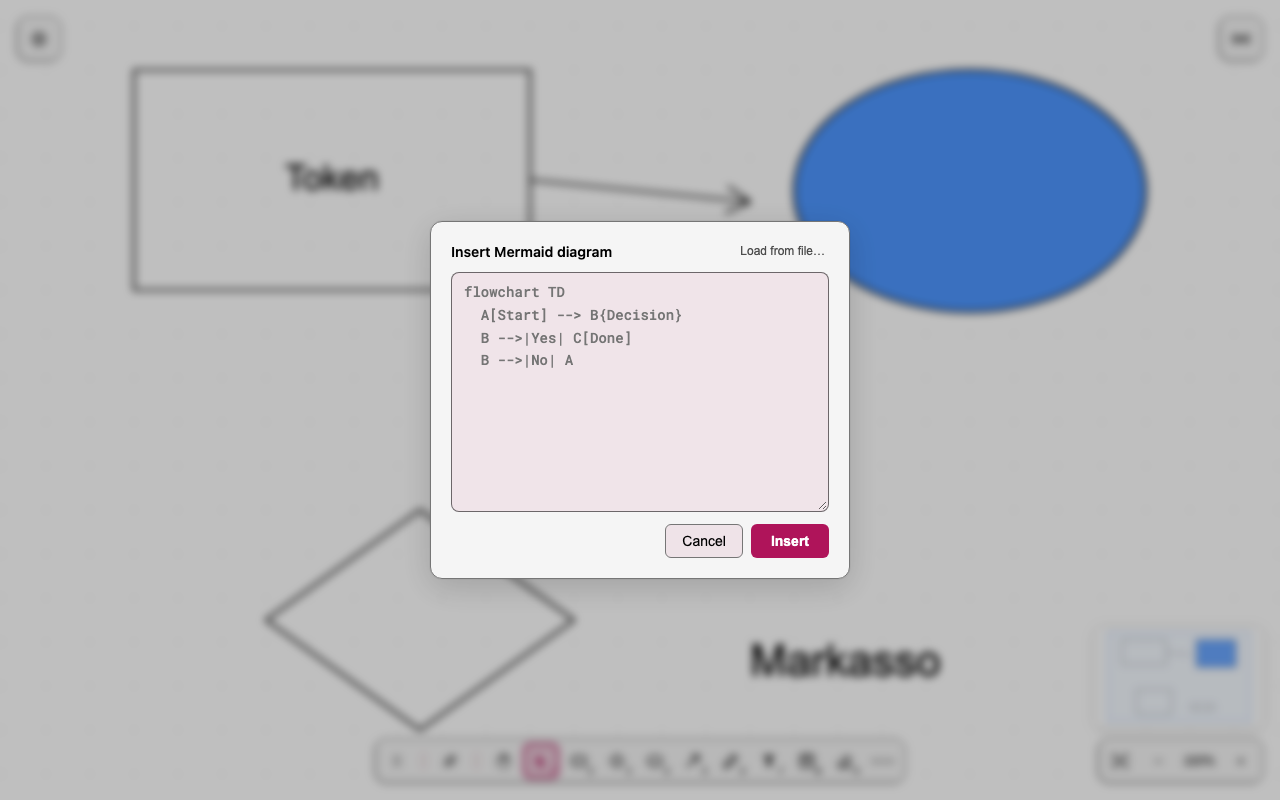 Token
Insert Mermaid diagram
Load from file...
flowchart TD
A[Start] --> B{Decision}
B -->|Yes| C[Done]
B -->|No| A
Cancel
Insert
Markasso